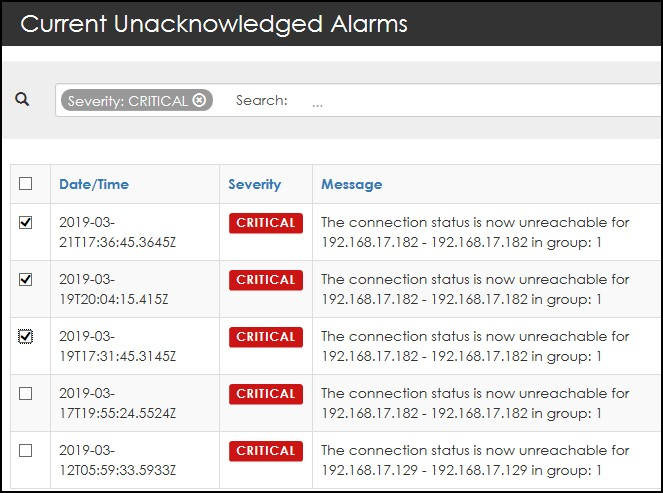 Current Unacknowledged Alarms
Severity: CRITICAL Search: ...
Date/Time Severity Message
2019-03- CRITICAL The connection status is now unreachable for
21T17:36:45.3645Z 192.168.17.182 - 192.168.17.182 in group: 1
2019-03- CRITICAL The connection status is now unreachable for
19T20:04:15.415Z 192.168.17.182 - 192.168.17.182 in group: 1
2019-03- CRITICAL The connection status is now unreachable for
19T17:31:45.3145Z 192.168.17.182 - 192.168.17.182 in group: 1
2019-03- CRITICAL The connection status is now unreachable for
17T19:55:24.5524Z 192.168.17.182 - 192.168.17.182 in group: 1
2019-03- CRITICAL The connection status is now unreachable for
12T05:59:33.5933Z 192.168.17.129 - 192.168.17.129 in group: 1